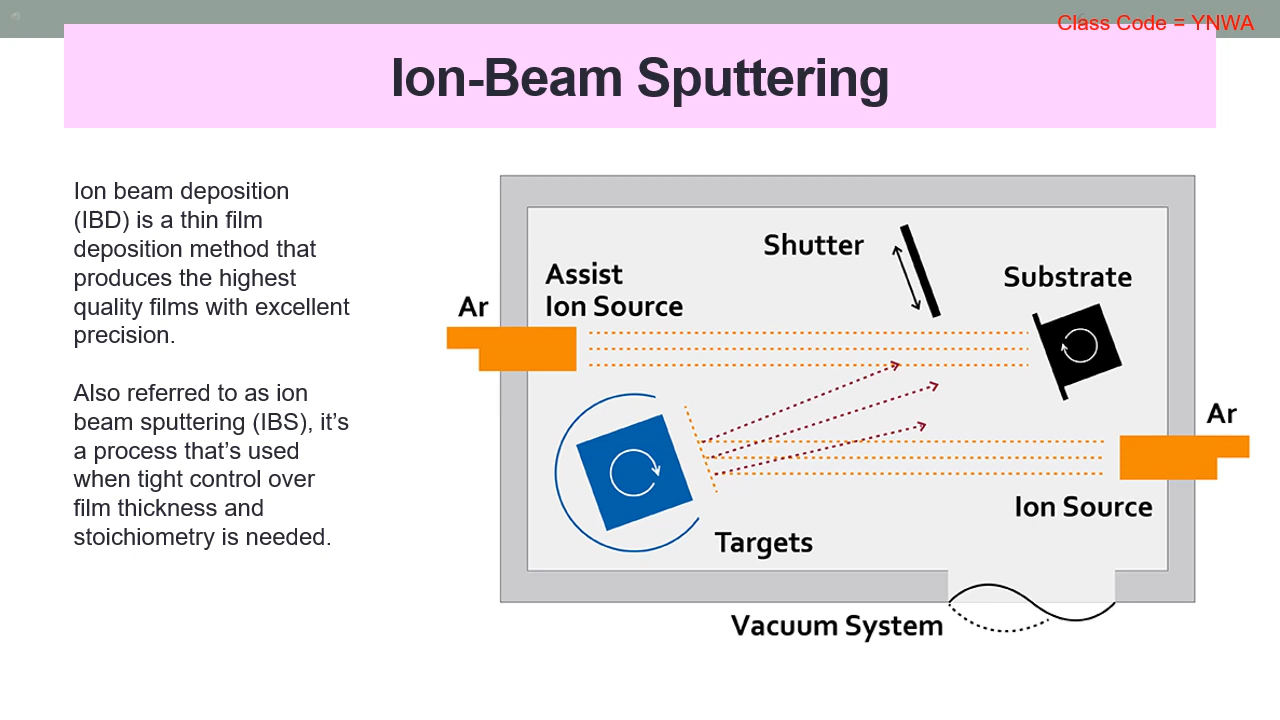 Class Code = YNWA
Ion-Beam Sputtering
Ion beam deposition
(IBD) is a thin film
deposition method that
produces the highest
quality films with excellent
precision.
Also referred to as ion
beam sputtering (IBS), it’s
a process that’s used
when tight control over
film thickness and
stoichiometry is needed.
Shutter
Assist
Ion Source
Substrate
Ar
Ar
Ion Source
Targets
Vacuum System